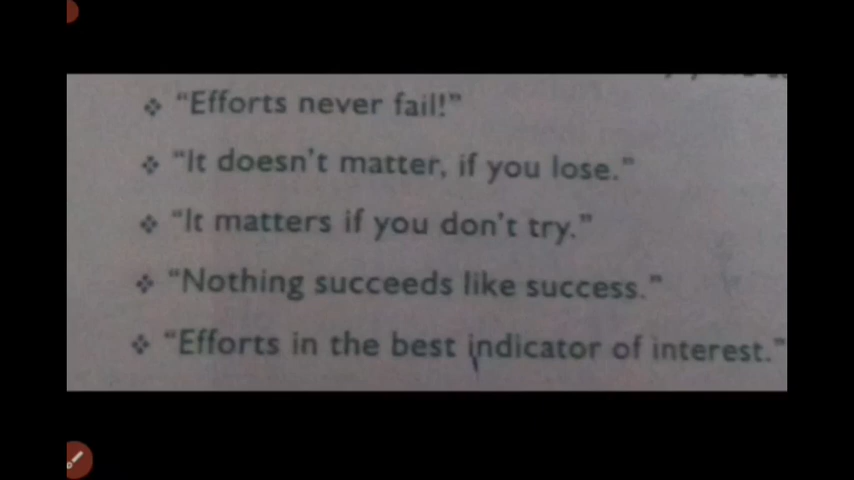 ❖ "Efforts never fail!"
❖ "It doesn't matter, if you lose."
❖ "It matters if you don't try."
❖ "Nothing succeeds like success."
❖ "Efforts in the best indicator of interest."